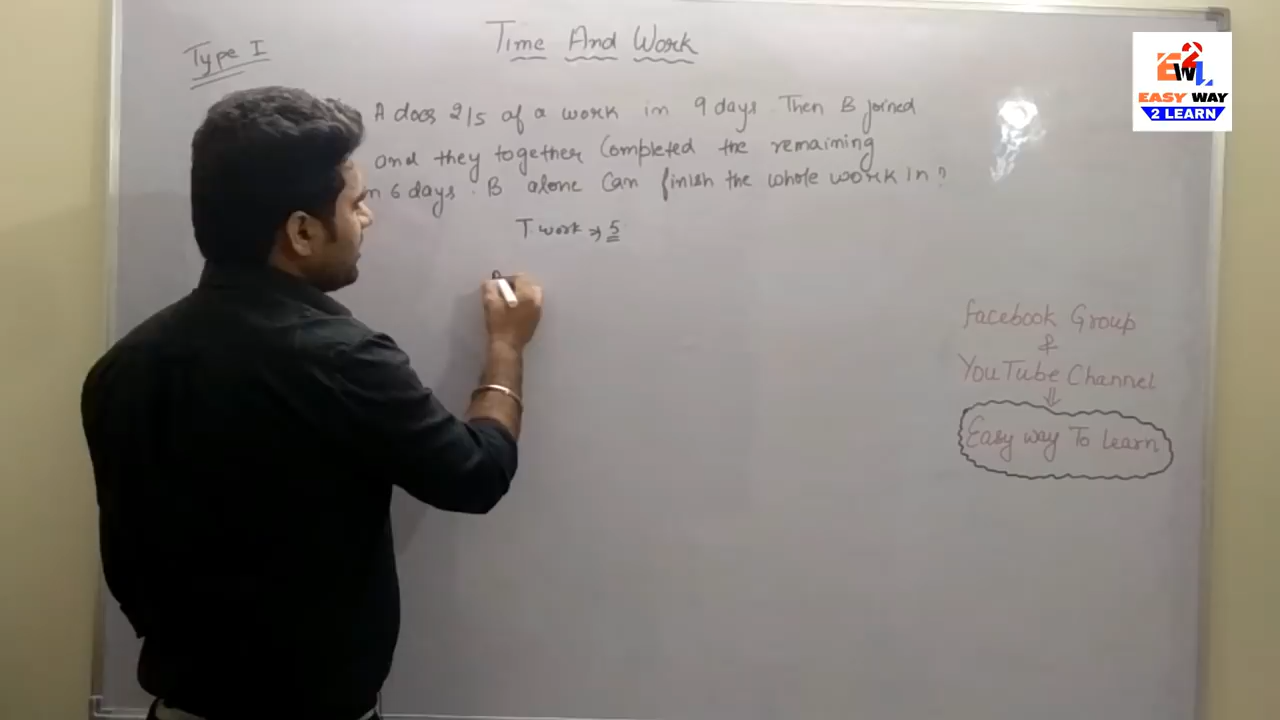 Type I
Time And Work
A does 2/5 of a work in 9 days Then B joined
and they together Completed the remaining
6 days. B alone Can finish the whole work in?
T. work ⇒ 5
Facebook Group
&
YouTube Channel
⇓
Easy way To Learn
E2WL
EASY WAY
2 LEARN